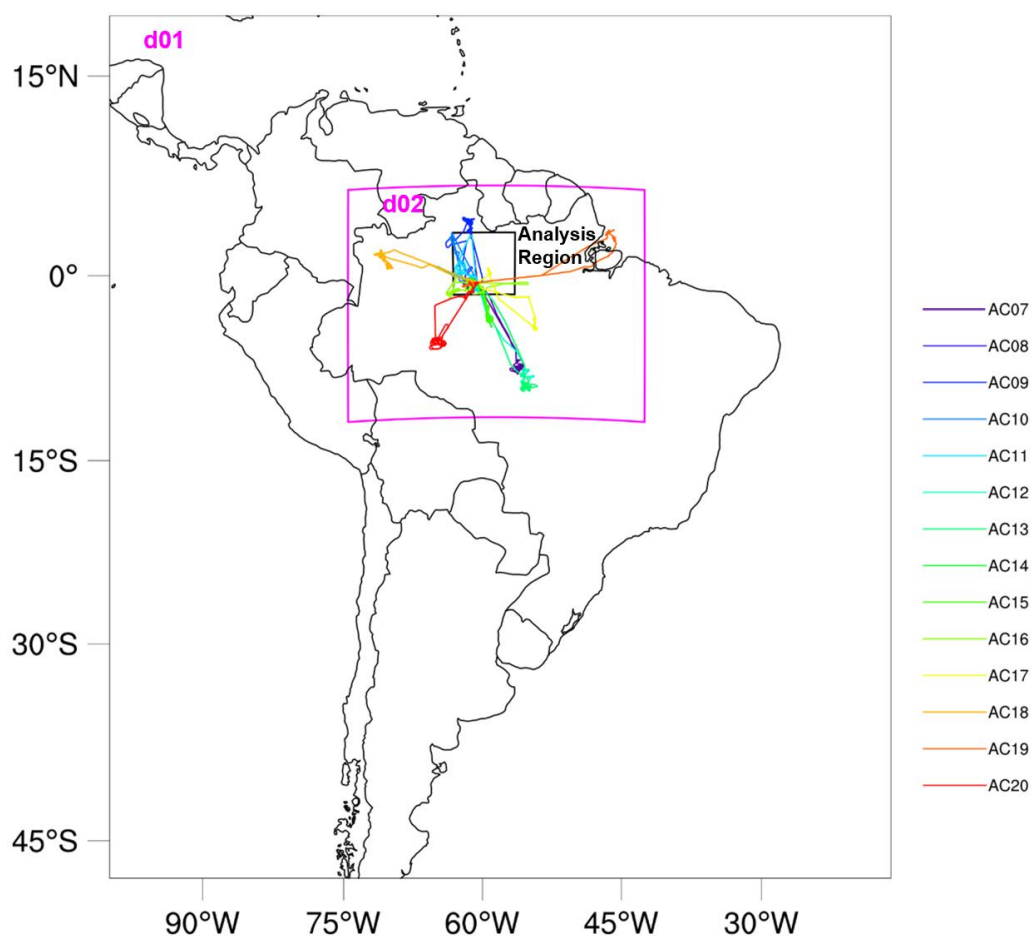 d01
15°N
d02
Analysis
Region
0°
15°S
30°S
45°S
90°W
75°W
60°W
45°W
30°W
AC07
AC08
AC09
AC10
AC11
AC12
AC13
AC14
AC15
AC16
AC17
AC18
AC19
AC20